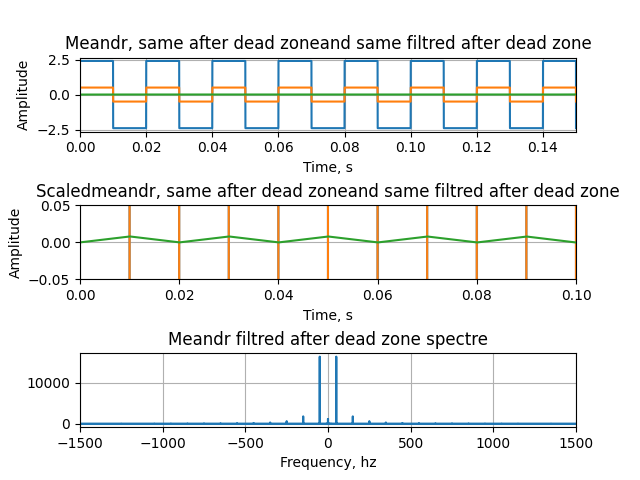 Meandr, same after dead zoneand same filtred after dead zone
2.5
0.0
−2.5
Amplitude
0.00 0.02 0.04 0.06 0.08 0.10 0.12 0.14
Time, s
Scaledmeandr, same after dead zoneand same filtred after dead zone
0.05
0.00
−0.05
Amplitude
0.00 0.02 0.04 0.06 0.08 0.10
Time, s
Meandr filtred after dead zone spectre
10000
0
−1500 −1000 −500 0 500 1000 1500
Frequency, hz